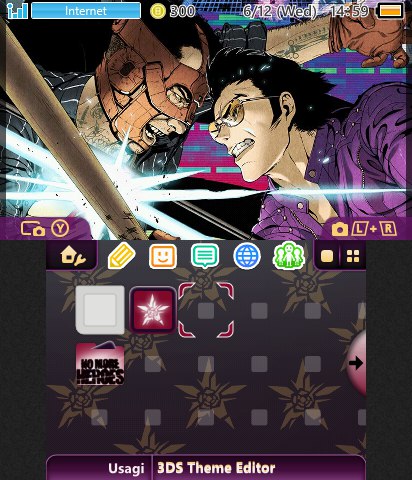 Internet
300
6/12 (Wed) - 14:59
Y
L+R
NO MORE
HEROES
Usagi
3DS Theme Editor